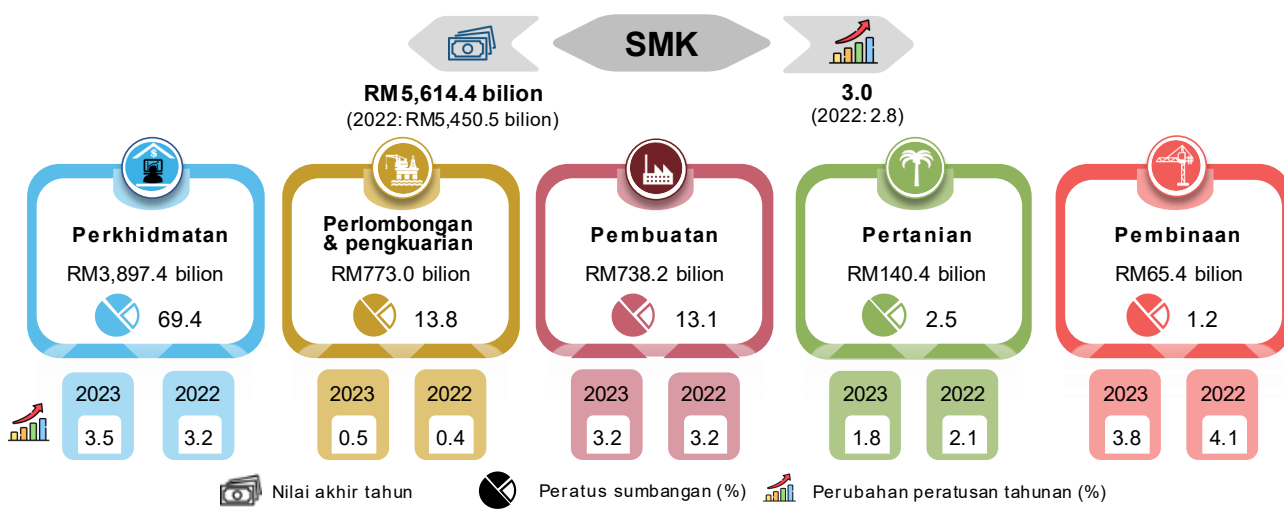 SMK
RM5,614.4 bilion
(2022: RM5,450.5 bilion)
3.0
(2022: 2.8)
$
Perkhidmatan
RM3,897.4 bilion
69.4
Perlombongan
& pengkuarian
RM773.0 bilion
13.8
Pembuatan
RM738.2 bilion
13.1
Pertanian
RM140.4 bilion
2.5
Pembinaan
RM65.4 bilion
1.2
2023
3.5
2022
3.2
2023
0.5
2022
0.4
2023
3.2
2022
3.2
2023
1.8
2022
2.1
2023
3.8
2022
4.1
Nilai akhir tahun
Peratus sumbangan (%)
Perubahan peratusan tahunan (%)